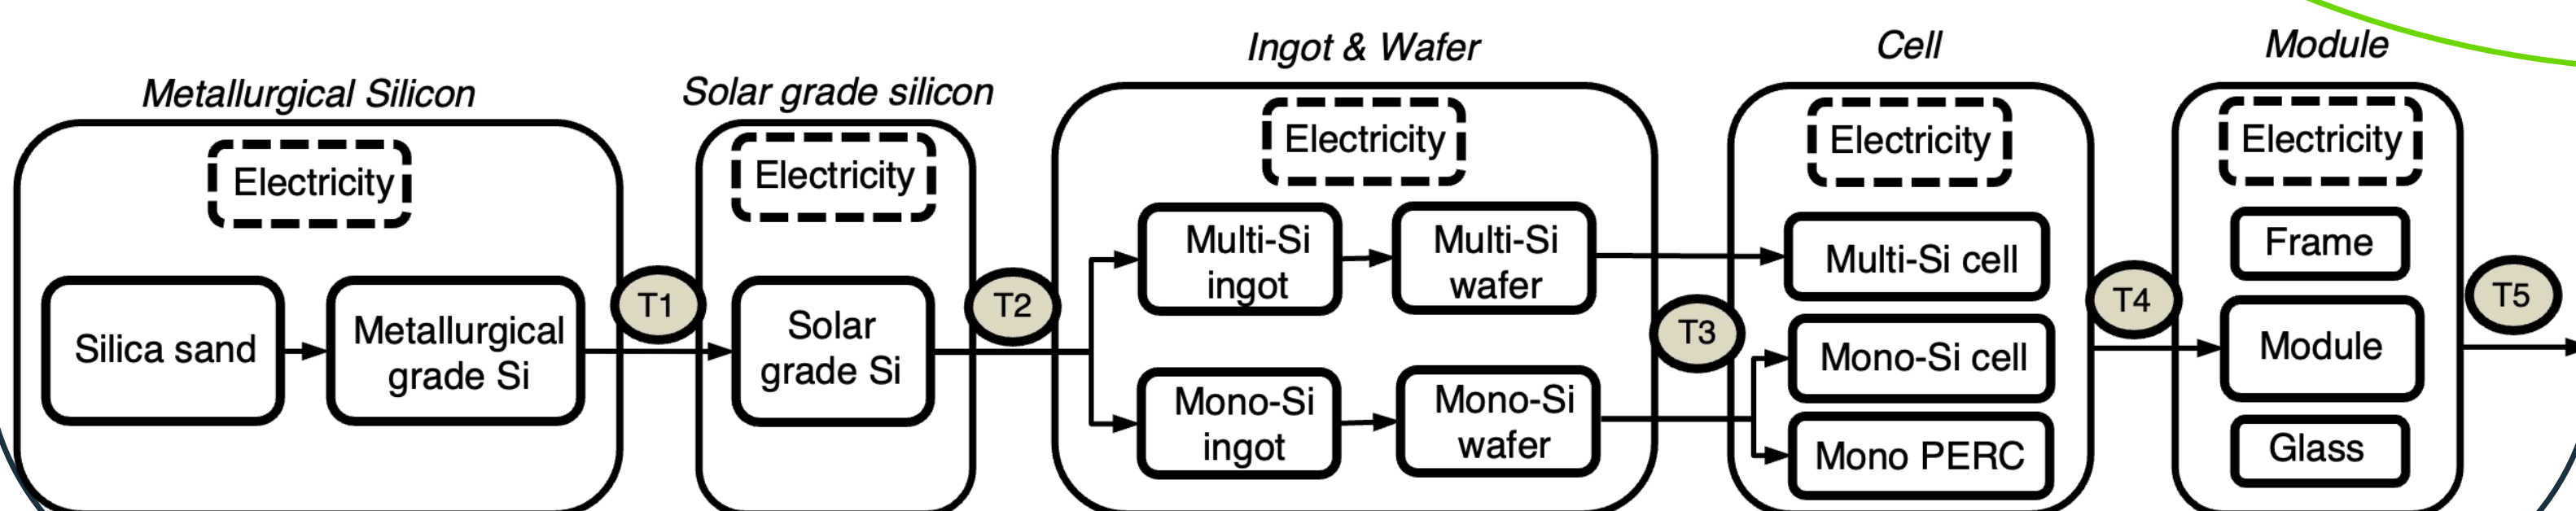 Metallurgical Silicon
Electricity
Silica sand
Metallurgical
grade Si
T1
Solar grade silicon
Electricity
Solar
grade Si
T2
Ingot & Wafer
Electricity
Multi-Si
ingot
Multi-Si
wafer
Mono-Si
ingot
Mono-Si
wafer
T3
Cell
Electricity
Multi-Si cell
Mono-Si cell
Mono PERC
T4
Module
Electricity
Frame
Module
Glass
T5